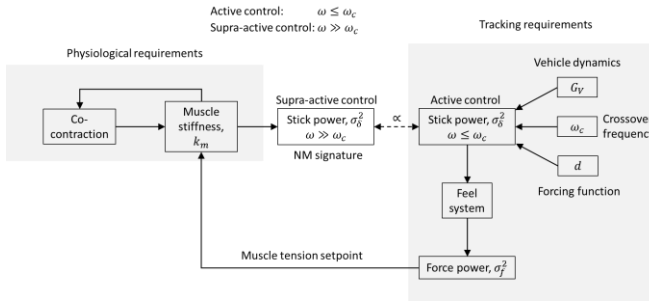 Active control: ω ≤ ω_c
Supra-active control: ω ≫ ω_c
Tracking requirements
Physiological requirements
Vehicle dynamics
G_V
Co-
contraction
Muscle
stiffness,
k_m
Supra-active control
Stick power, σ_δ^2
ω ≫ ω_c
NM signature
∝
Active control
Stick power, σ_δ^2
ω ≤ ω_c
ω_c
Crossover
frequency
d
Forcing function
Feel
system
Muscle tension setpoint
Force power, σ_f^2